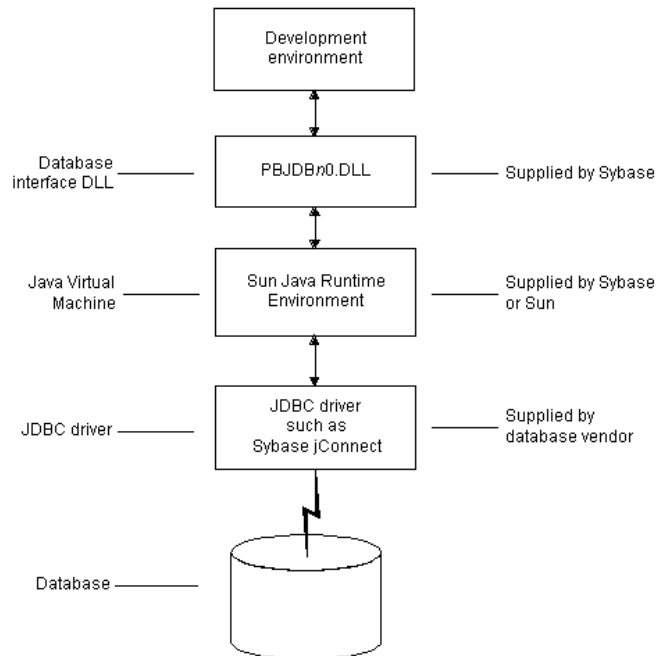 Development
environment
Database
interface DLL
PBJDBn0.DLL
Supplied by Sybase
Java Virtual
Machine
Sun Java Runtime
Environment
Supplied by Sybase
or Sun
JDBC driver
JDBC driver
such as
Sybase jConnect
Supplied by
database vendor
Database